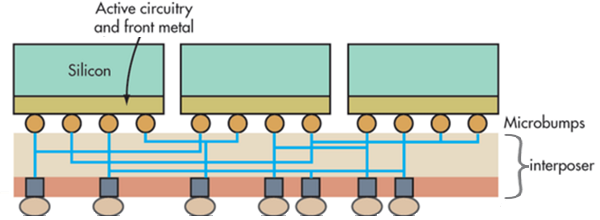 Active circuitry
and front metal
Silicon
Microbumps
interposer